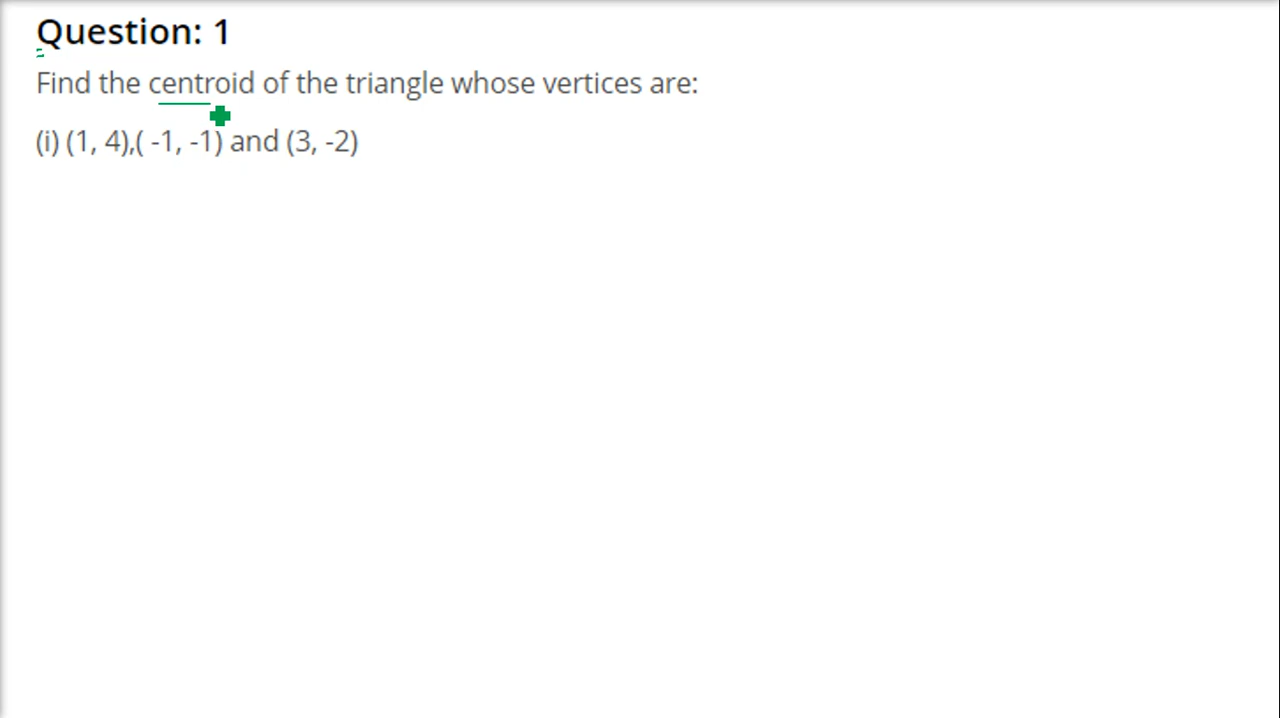 Question: 1
Find the centroid of the triangle whose vertices are:
(i) (1, 4),( -1, -1) and (3, -2)